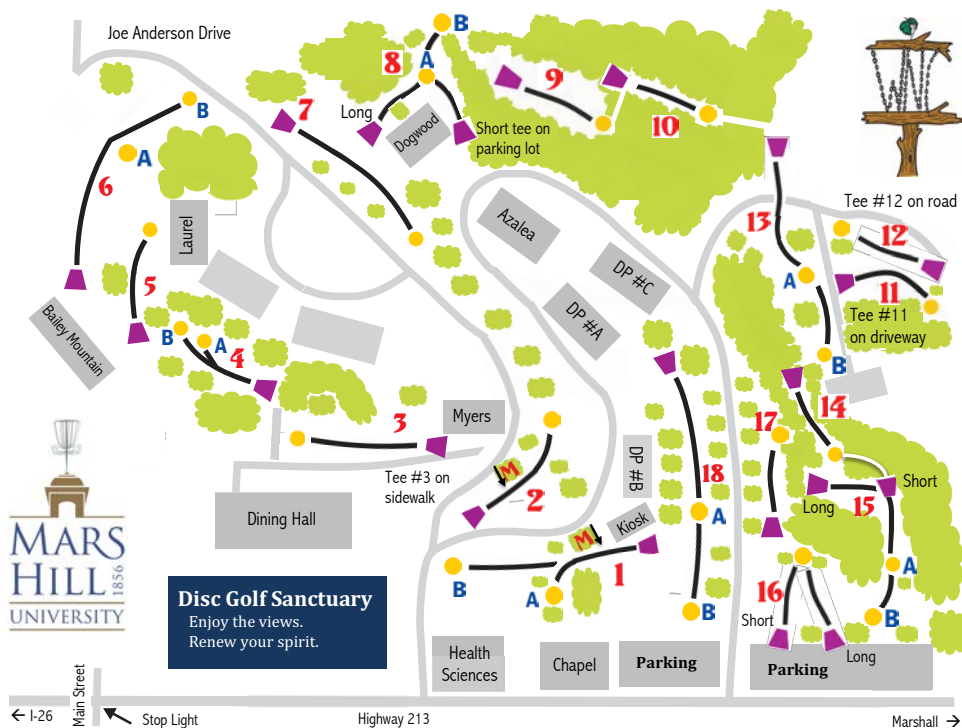 Joe Anderson Drive
B
A
8
7
Long
Dogwood
Short tee on
parking lot
9
10
B
A
6
Laurel
5
Bailey Mountain
B
A
4
3
Myers
Tee #3 on
sidewalk
Dining Hall
Azalea
DP #C
DP #A
DP #B
M
2
M
Kiosk
1
B
A
18
A
B
13
A
B
Tee #12 on road
12
11
Tee #11
on driveway
14
17
Short
15
Long
A
B
16
Short
Long
MARS
HILL
1856
UNIVERSITY
Disc Golf Sanctuary
Enjoy the views.
Renew your spirit.
Health
Sciences
Chapel
Parking
Parking
← I-26
Main Street
Stop Light
Highway 213
Marshall →